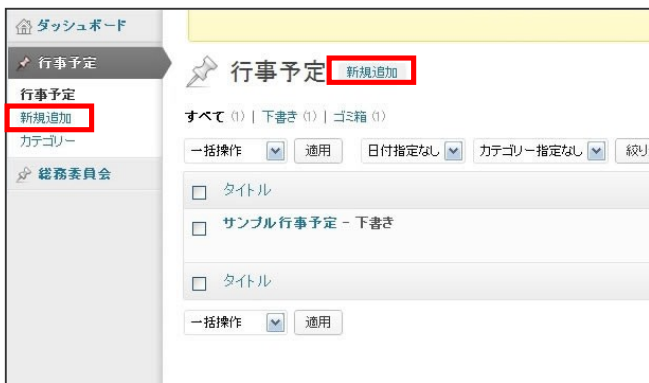 ダッシュボード
行事予定
行事予定
新規追加
カテゴリー
総務委員会
行事予定 新規追加
すべて (1) | 下書き (1) | ゴミ箱 (1)
一括操作 適用 日付指定なし カテゴリー指定なし 絞り
タイトル
サンプル行事予定 - 下書き
タイトル
一括操作 適用